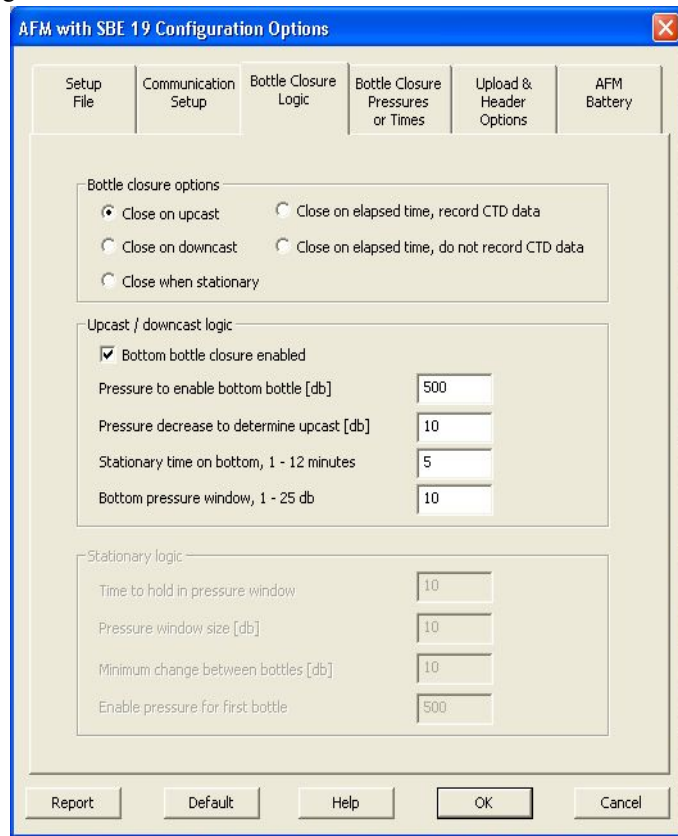 AFM with SBE 19 Configuration Options
Setup
File
Communication
Setup
Bottle Closure
Logic
Bottle Closure
Pressures
or Times
Upload &
Header
Options
AFM
Battery
Bottle closure options
Close on upcast
Close on elapsed time, record CTD data
Close on downcast
Close on elapsed time, do not record CTD data
Close when stationary
Upcast / downcast logic
Bottom bottle closure enabled
Pressure to enable bottom bottle [db] 500
Pressure decrease to determine upcast [db] 10
Stationary time on bottom, 1 - 12 minutes 5
Bottom pressure window, 1 - 25 db 10
Stationary logic
Time to hold in pressure window 10
Pressure window size [db] 10
Minimum change between bottles [db] 10
Enable pressure for first bottle 500
Report Default Help OK Cancel